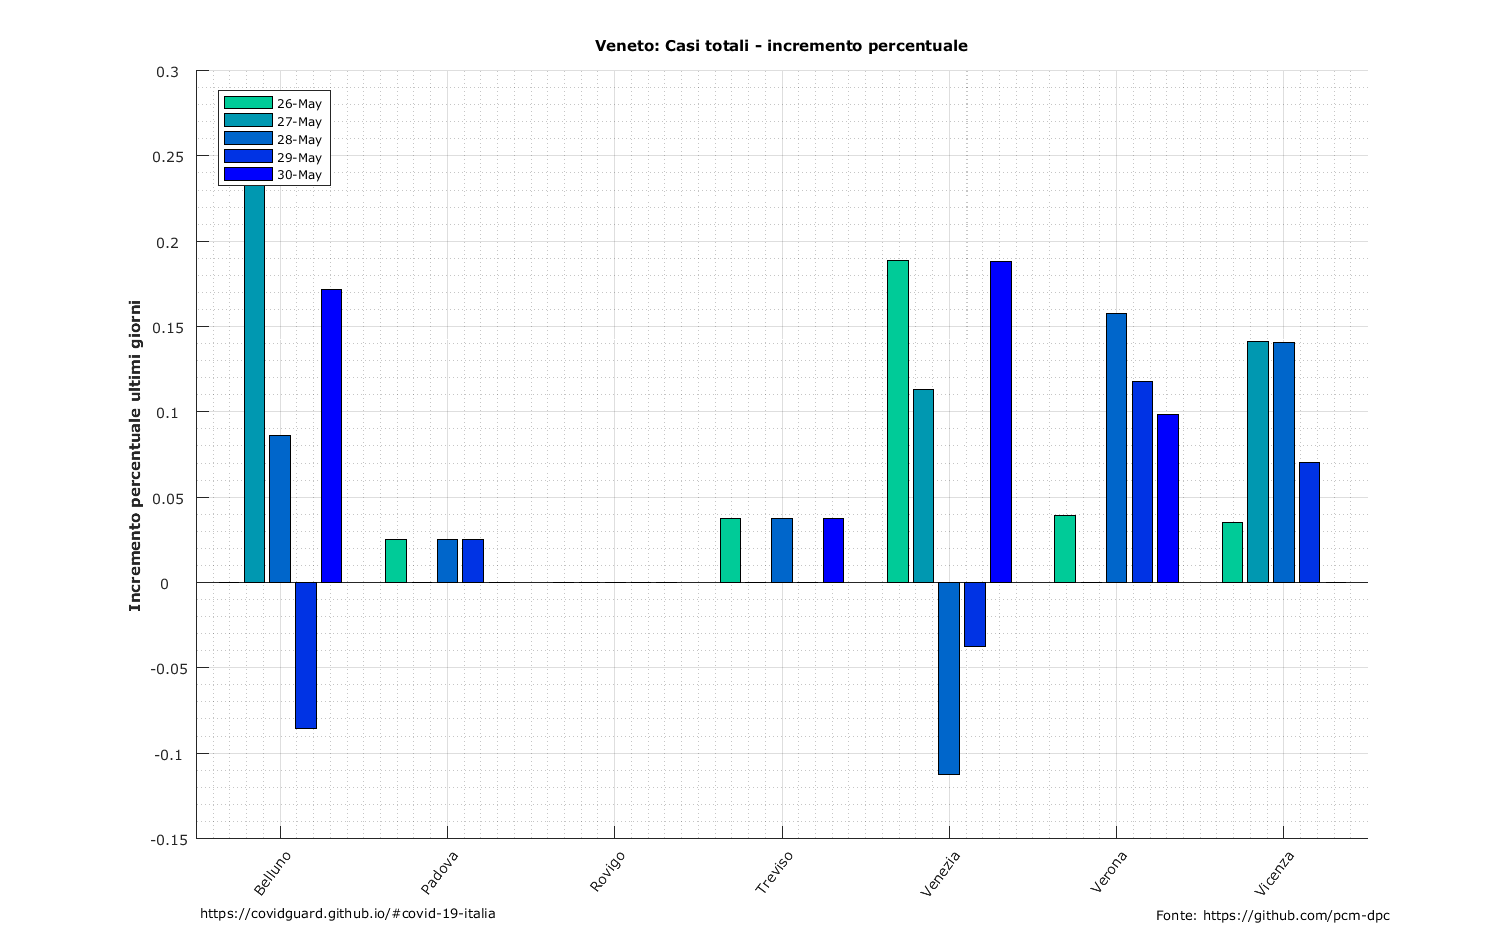 Veneto: Casi totali - incremento percentuale
0.3
0.25
0.2
0.15
0.1
0.05
0
-0.05
-0.1
-0.15
Incremento percentuale ultimi giorni
26-May
27-May
28-May
29-May
30-May
Belluno
Padova
Rovigo
Treviso
Venezia
Verona
Vicenza
https://covidguard.github.io/#covid-19-italia
Fonte: https://github.com/pcm-dpc